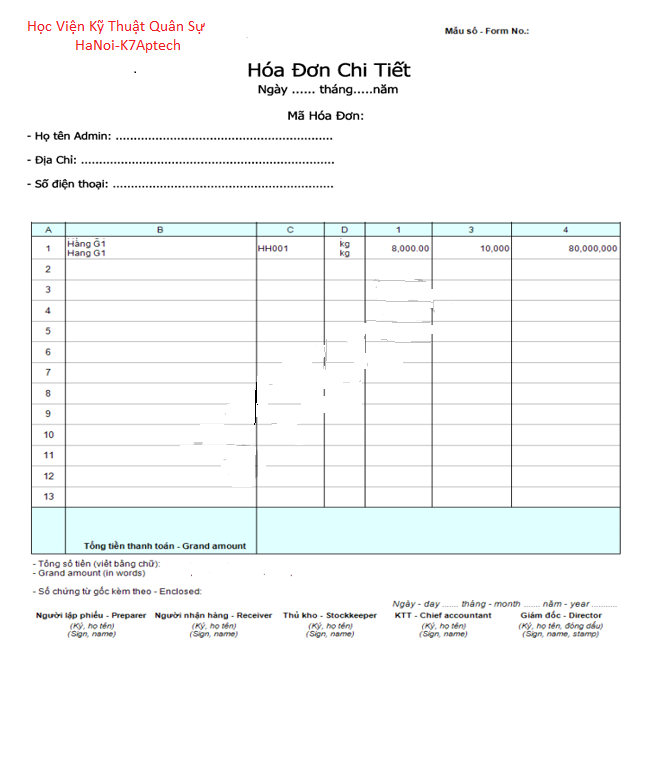 Học Viện Kỹ Thuật Quân Sự
HaNoi-K7Aptech
Mẫu số - Form No.:
Hóa Đơn Chi Tiết
Ngày ...... tháng.....năm
Mã Hóa Đơn:
- Họ tên Admin: ............................................................
- Địa Chỉ: ......................................................................
- Số điện thoại: .............................................................
A B C D 1 3 4
1 Hàng G1 HH001 kg 8,000.00 10,000 80,000,000
Hang G1 kg
2
3
4
5
6
7
8
9
10
11
12
13
Tổng tiền thanh toán - Grand amount
- Tổng số tiền (viết bằng chữ):
- Grand amount (in words)
- Số chứng từ gốc kèm theo - Enclosed:
Ngày - day ....... tháng - month ....... năm - year ...........
Người lập phiếu - Preparer Người nhận hàng - Receiver Thủ kho - Stockkeeper KTT - Chief accountant Giám đốc - Director
(Ký, họ tên) (Ký, họ tên) (Ký, họ tên) (Ký, họ tên) (Ký, họ tên, đóng dấu)
(Sign, name) (Sign, name) (Sign, name) (Sign, name) (Sign, name, stamp)